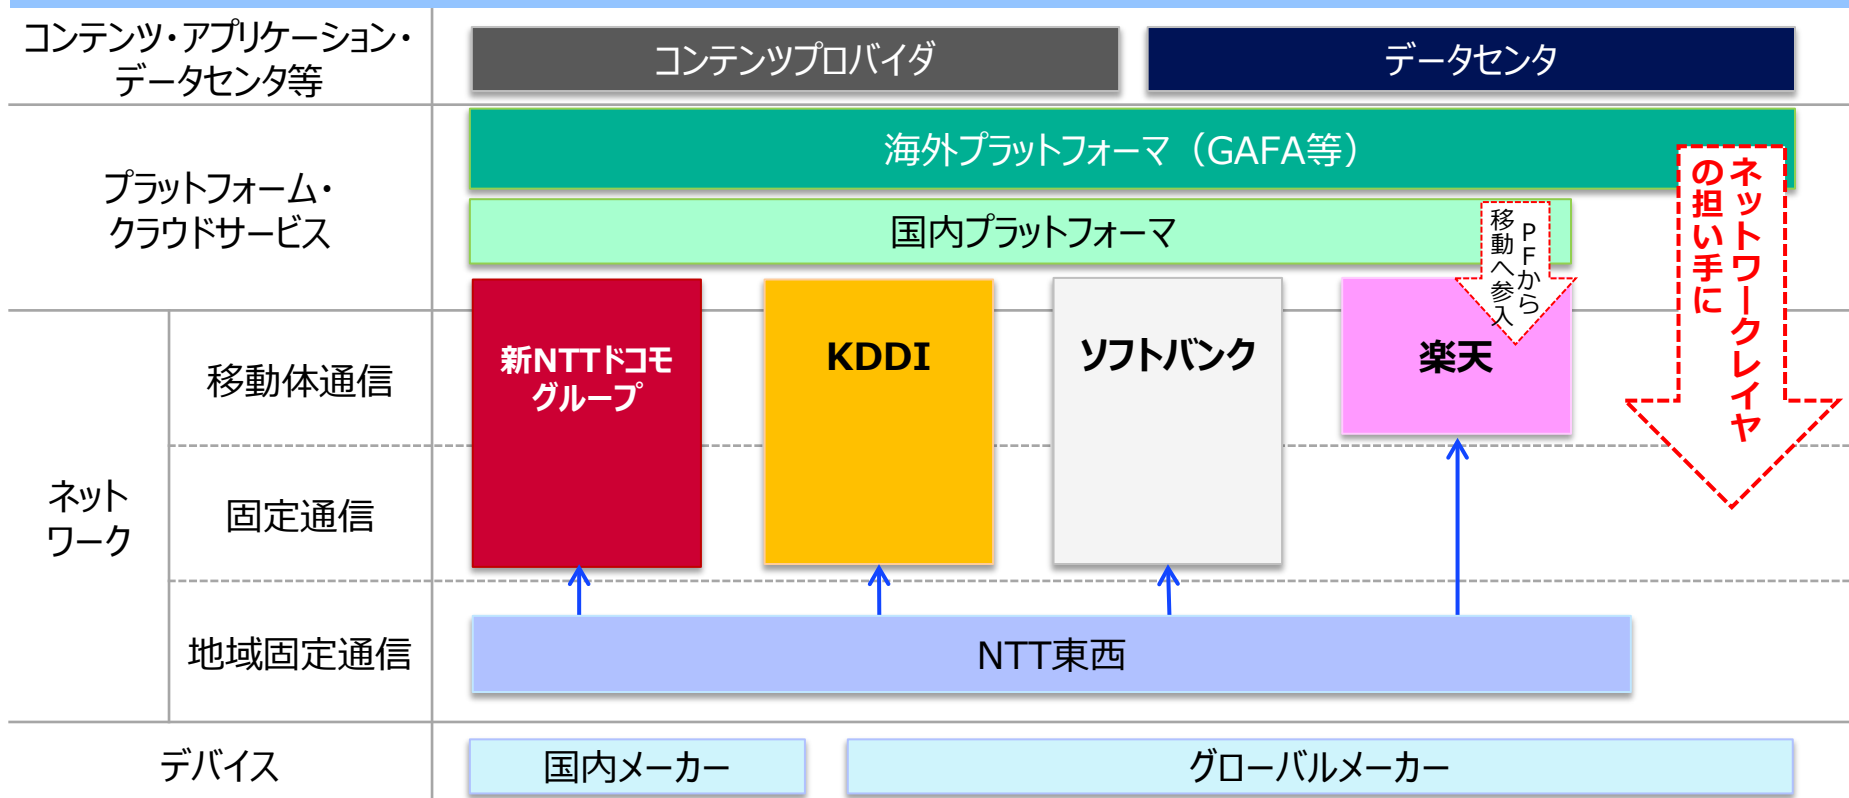 コンテンツ・アプリケーション・
データセンタ等
コンテンツプロバイダ
データセンタ
プラットフォーム・
クラウドサービス
海外プラットフォーマ（GAFA等）
国内プラットフォーマ
PFから
移動へ参入
ネットワークレイヤ
の担い手に
ネット
ワーク
移動体通信
新NTTドコモ
グループ
KDDI
ソフトバンク
楽天
固定通信
地域固定通信
NTT東西
デバイス
国内メーカー
グローバルメーカー